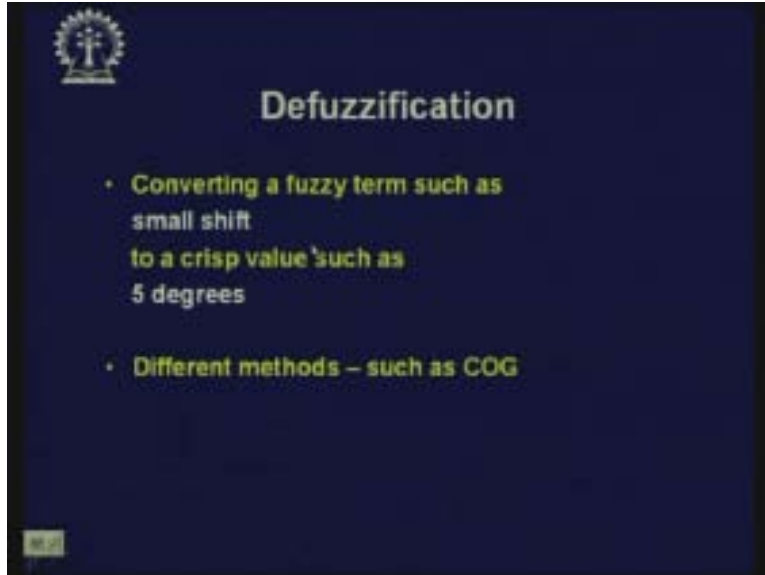 Defuzzification
• Converting a fuzzy term such as
small shift
to a crisp value such as
5 degrees
• Different methods – such as COG